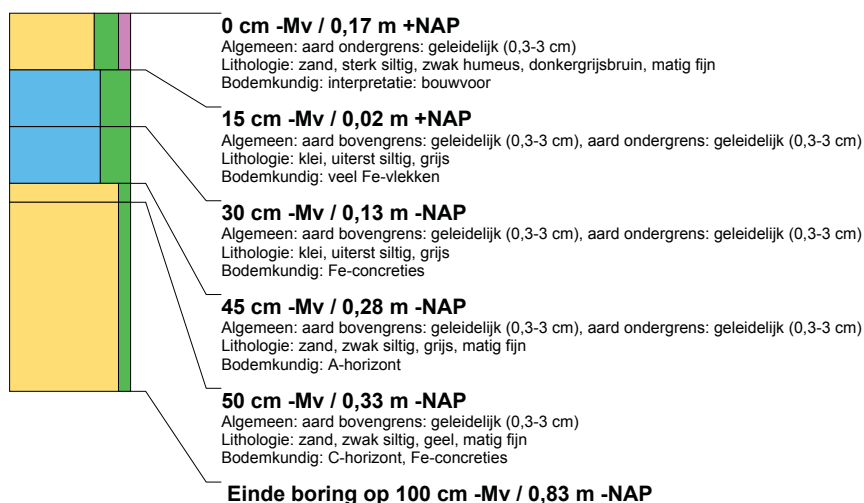 0 cm -Mv / 0,17 m +NAP
Algemeen: aard ondergrens: geleidelijk (0,3-3 cm)
Lithologie: zand, sterk siltig, zwak humeus, donkergrijsbruin, matig fijn
Bodemkundig: interpretatie: bouwvoor
15 cm -Mv / 0,02 m +NAP
Algemeen: aard bovengrens: geleidelijk (0,3-3 cm), aard ondergrens: geleidelijk (0,3-3 cm)
Lithologie: klei, uiterst siltig, grijs
Bodemkundig: veel Fe-vlekken
30 cm -Mv / 0,13 m -NAP
Algemeen: aard bovengrens: geleidelijk (0,3-3 cm), aard ondergrens: geleidelijk (0,3-3 cm)
Lithologie: klei, uiterst siltig, grijs
Bodemkundig: Fe-concreties
45 cm -Mv / 0,28 m -NAP
Algemeen: aard bovengrens: geleidelijk (0,3-3 cm), aard ondergrens: geleidelijk (0,3-3 cm)
Lithologie: zand, zwak siltig, grijs, matig fijn
Bodemkundig: A-horizont
50 cm -Mv / 0,33 m -NAP
Algemeen: aard bovengrens: geleidelijk (0,3-3 cm)
Lithologie: zand, zwak siltig, geel, matig fijn
Bodemkundig: C-horizont, Fe-concreties
Einde boring op 100 cm -Mv / 0,83 m -NAP